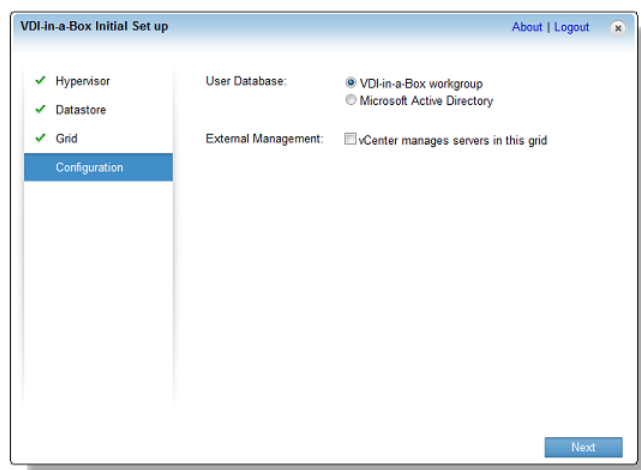 VDI-in-a-Box Initial Set up About | Logout
Hypervisor
Datastore
Grid
Configuration
User Database: VDI-in-a-Box workgroup
Microsoft Active Directory
External Management: vCenter manages servers in this grid
Next